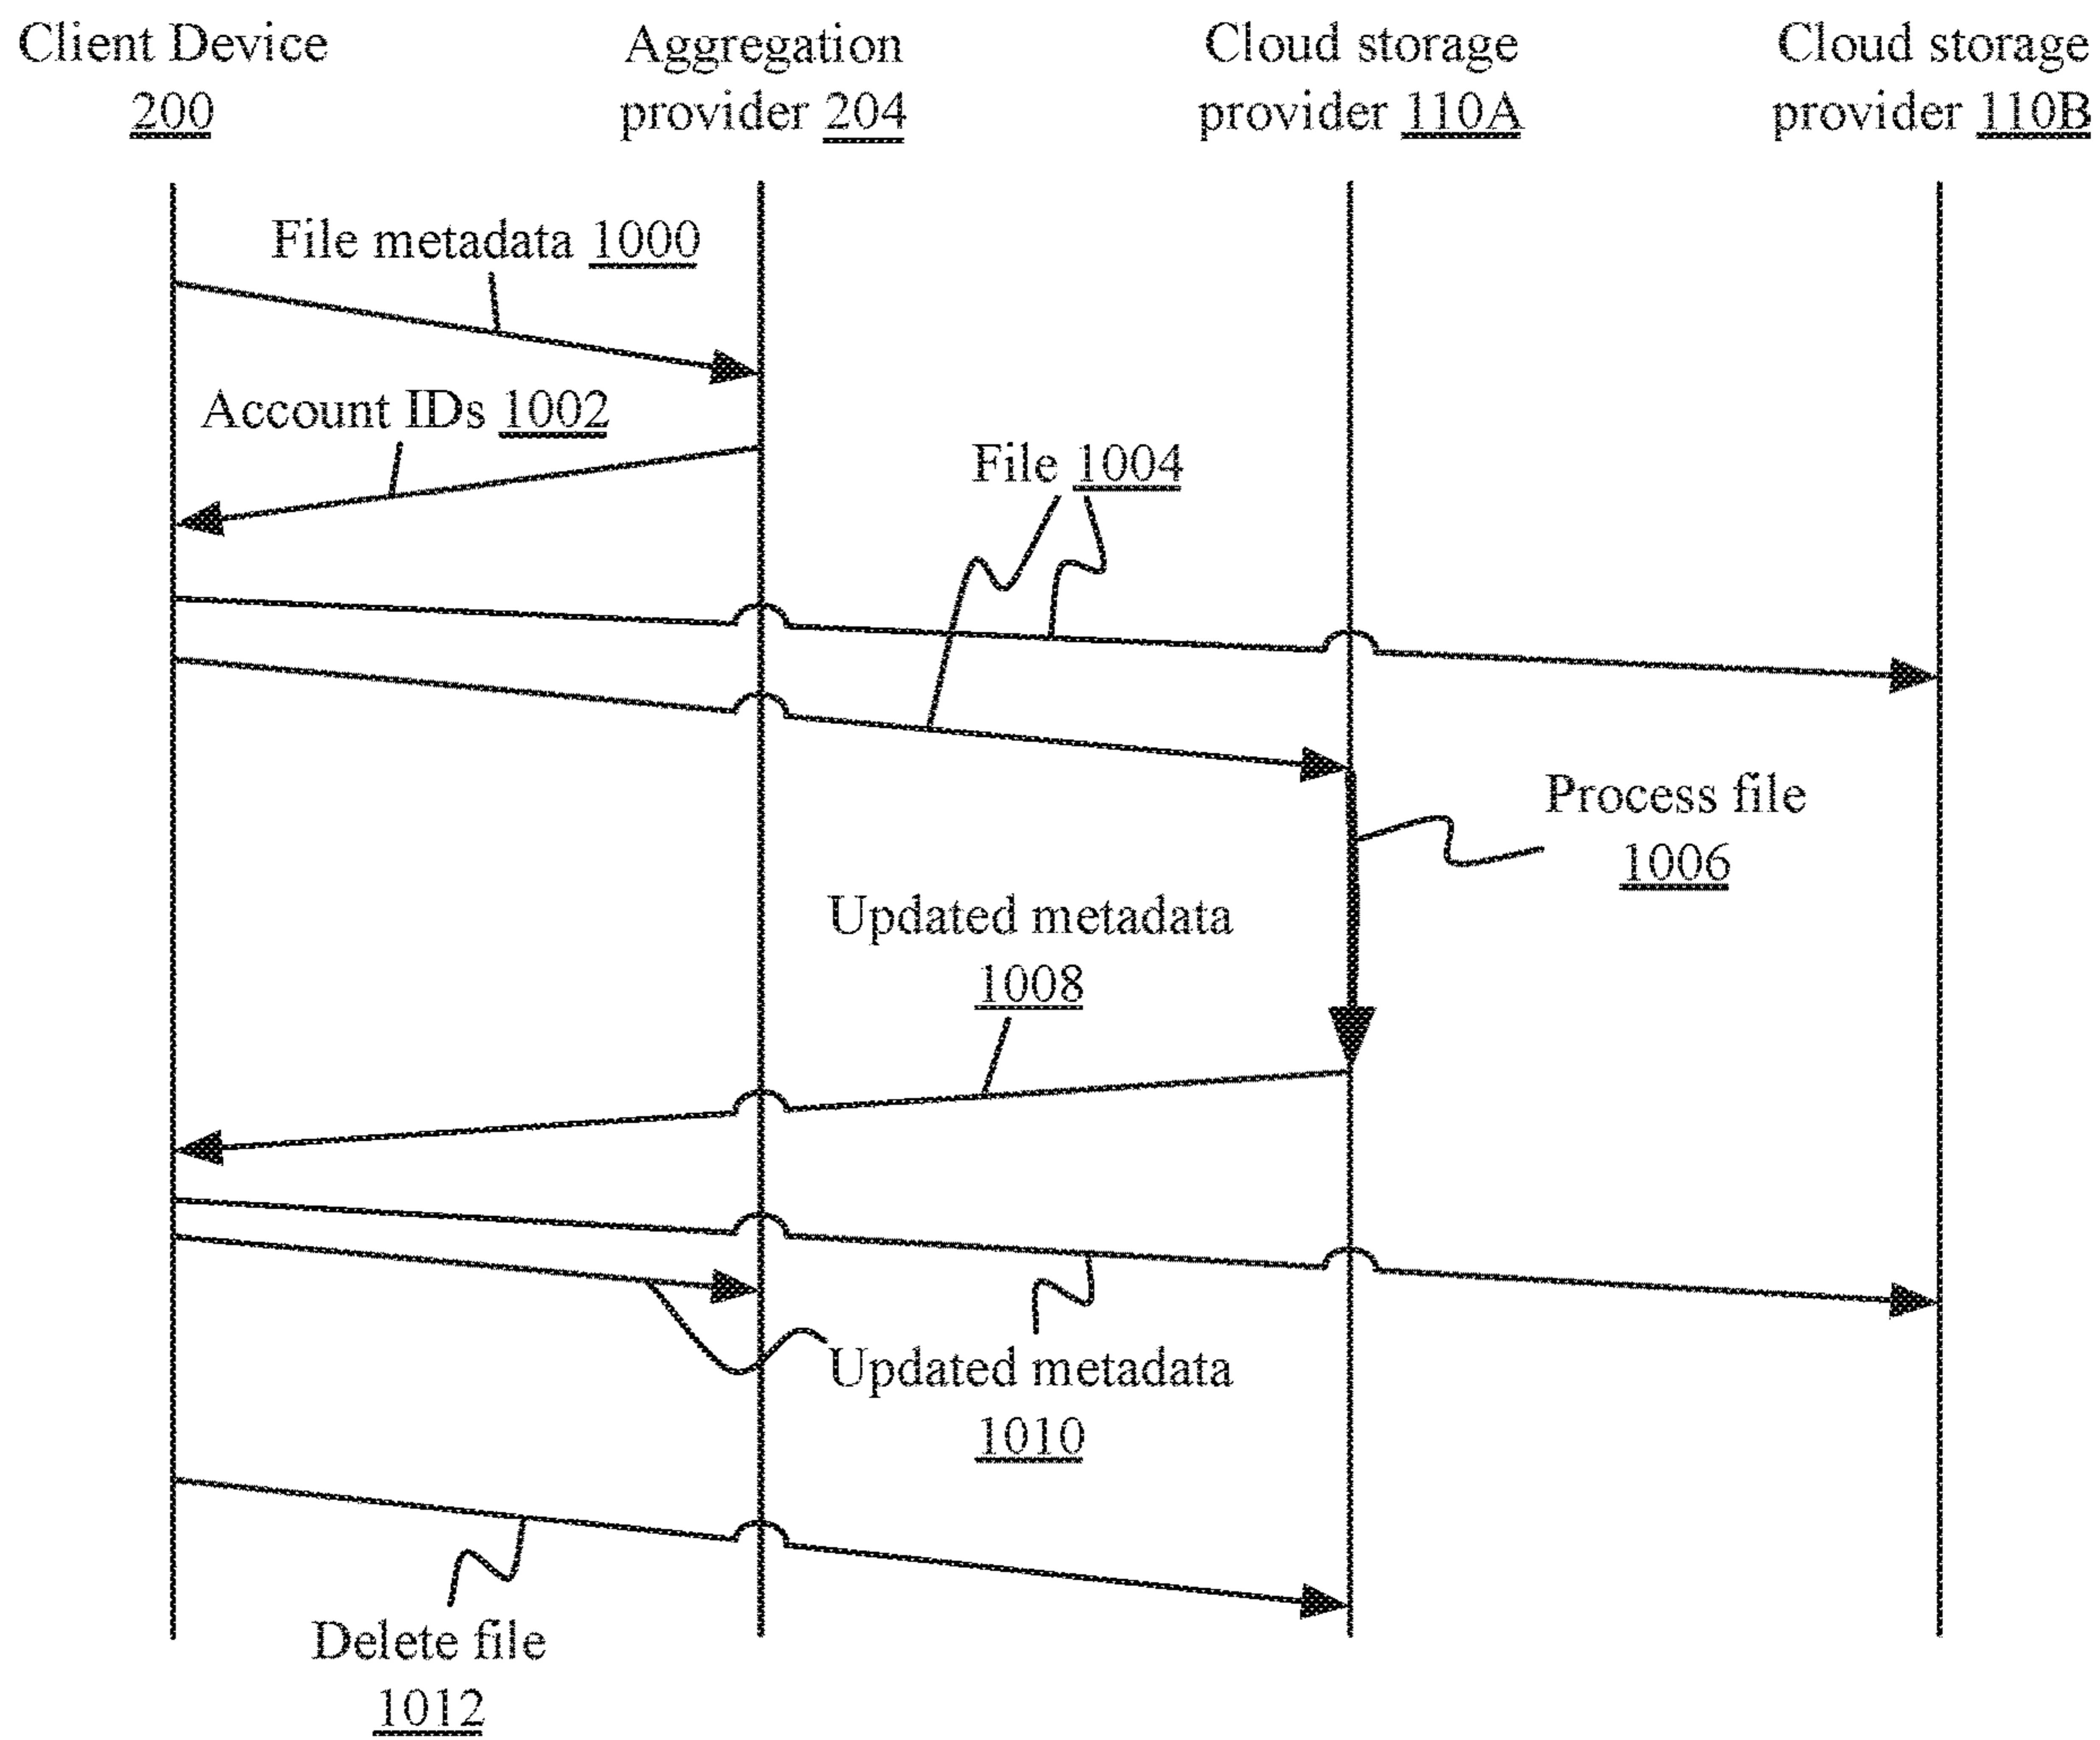 Client Device
200
Aggregation
provider 204
Cloud storage
provider 110A
Cloud storage
provider 110B
File metadata 1000
Account IDs 1002
File 1004
Process file
1006
Updated metadata
1008
Updated metadata
1010
Delete file
1012